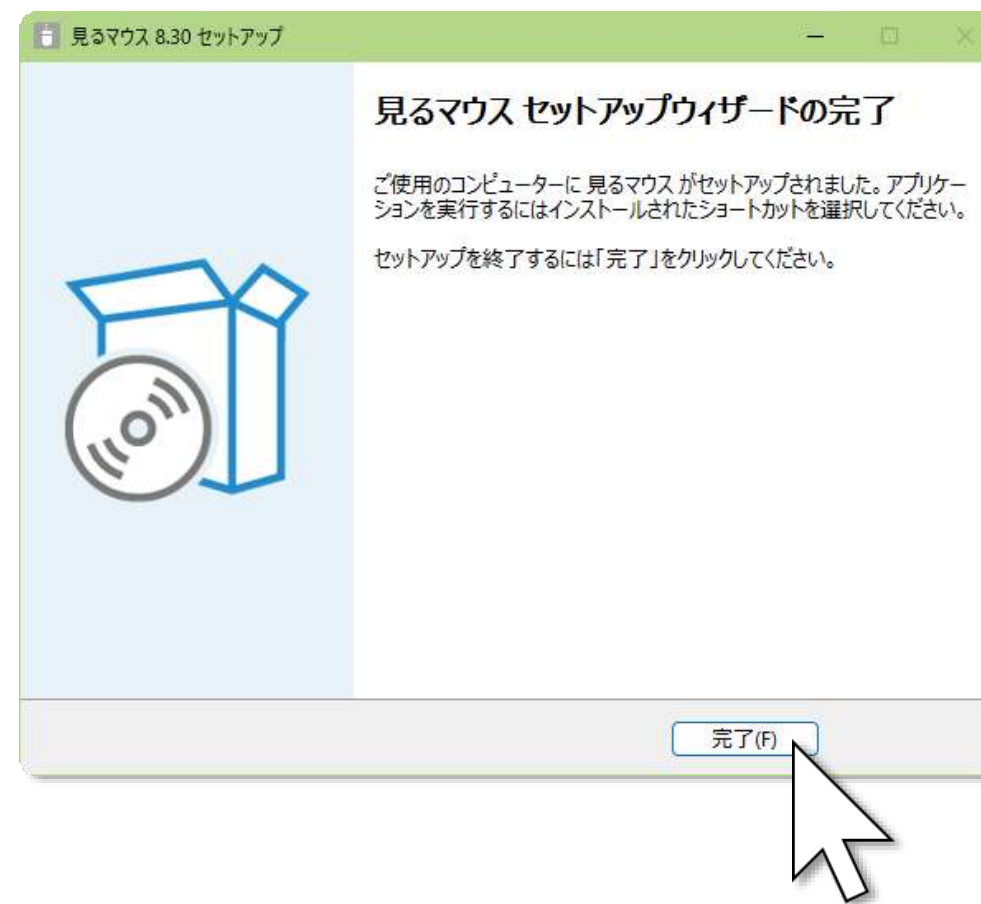 見るマウス 8.30 セットアップ
見るマウス セットアップウィザードの完了
ご使用のコンピューターに 見るマウス がセットアップされました。アプリケー
ションを実行するにはインストールされたショートカットを選択してください。
セットアップを終了するには「完了」をクリックしてください。
完了(F)